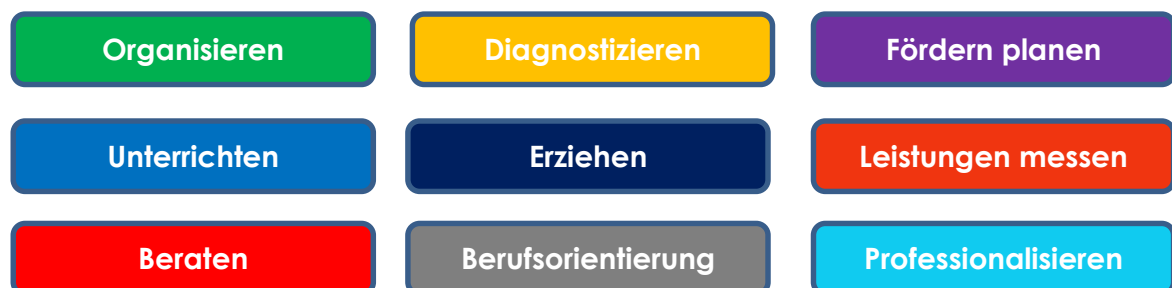 Organisieren
Diagnostizieren
Fördern planen
Unterrichten
Erziehen
Leistungen messen
Beraten
Berufsorientierung
Professionalisieren